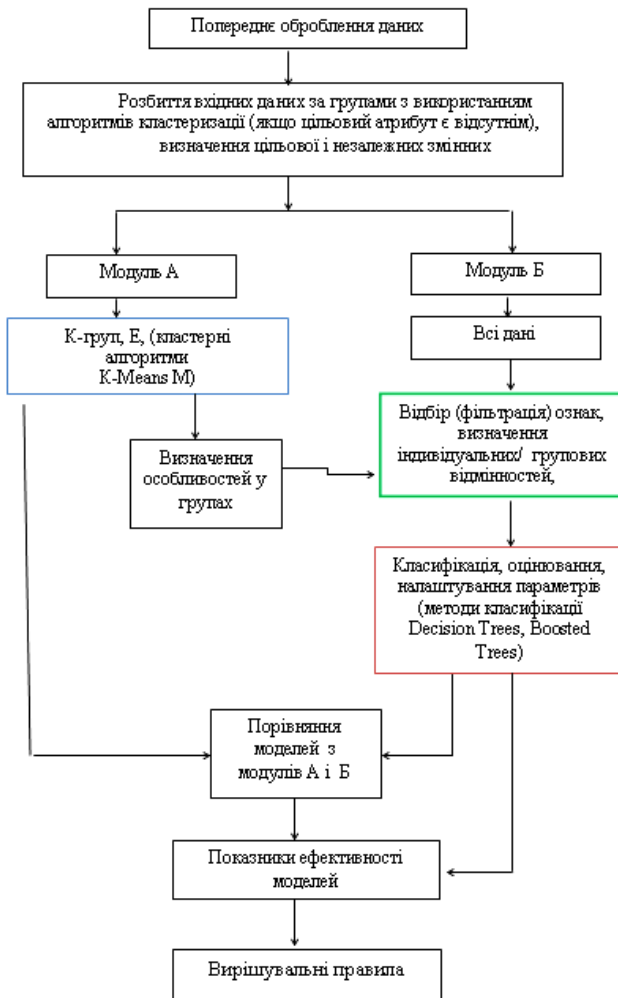 Попереднє оброблення даних
Розбиття вхідних даних за групами з використанням
алгоритмів кластеризації (якщо цільовий атрибут є відсутнім),
визначення цільової і незалежних змінних
Модуль А
Модуль Б
К-груп, Е, (кластерні
алгоритми
K-Means M)
Всі дані
Визначення
особливостей у
групах
Відбір (фільтрація) ознак,
визначення
індивідуальних/ групових
відмінностей,
Класифікація, оцінювання,
налаштування параметрів
(методи класифікації
Decision Trees, Boosted
Trees)
Порівняння
моделей з
модулів А і Б
Показники ефективності
моделей
Вирішувальні правила